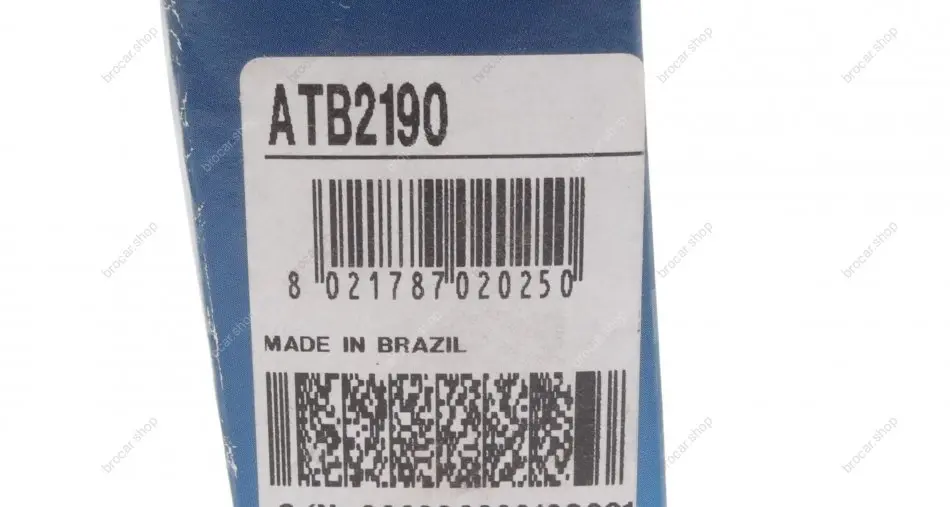 ATB2190
8 021787 020250
MADE IN BRAZIL
brocar.shop